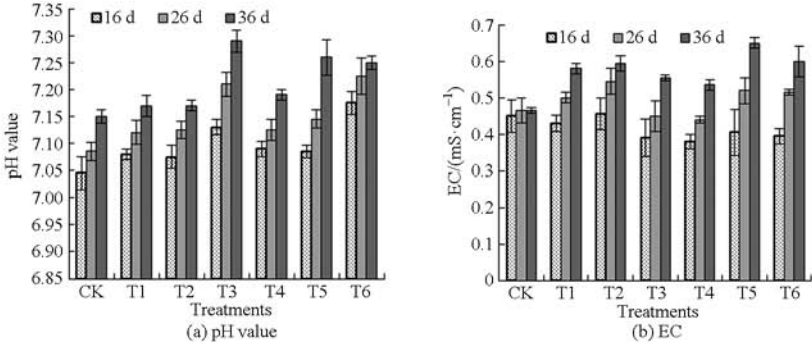 16 d 26 d 36 d
pH value
7.35
7.30
7.25
7.20
7.15
7.10
7.05
7.00
6.95
6.90
6.85
CK T1 T2 T3 T4 T5 T6
Treatments
(a) pH value
16 d 26 d 36 d
EC/(mS·cm⁻¹)
0.7
0.6
0.5
0.4
0.3
0.2
0.1
0
CK T1 T2 T3 T4 T5 T6
Treatments
(b) EC